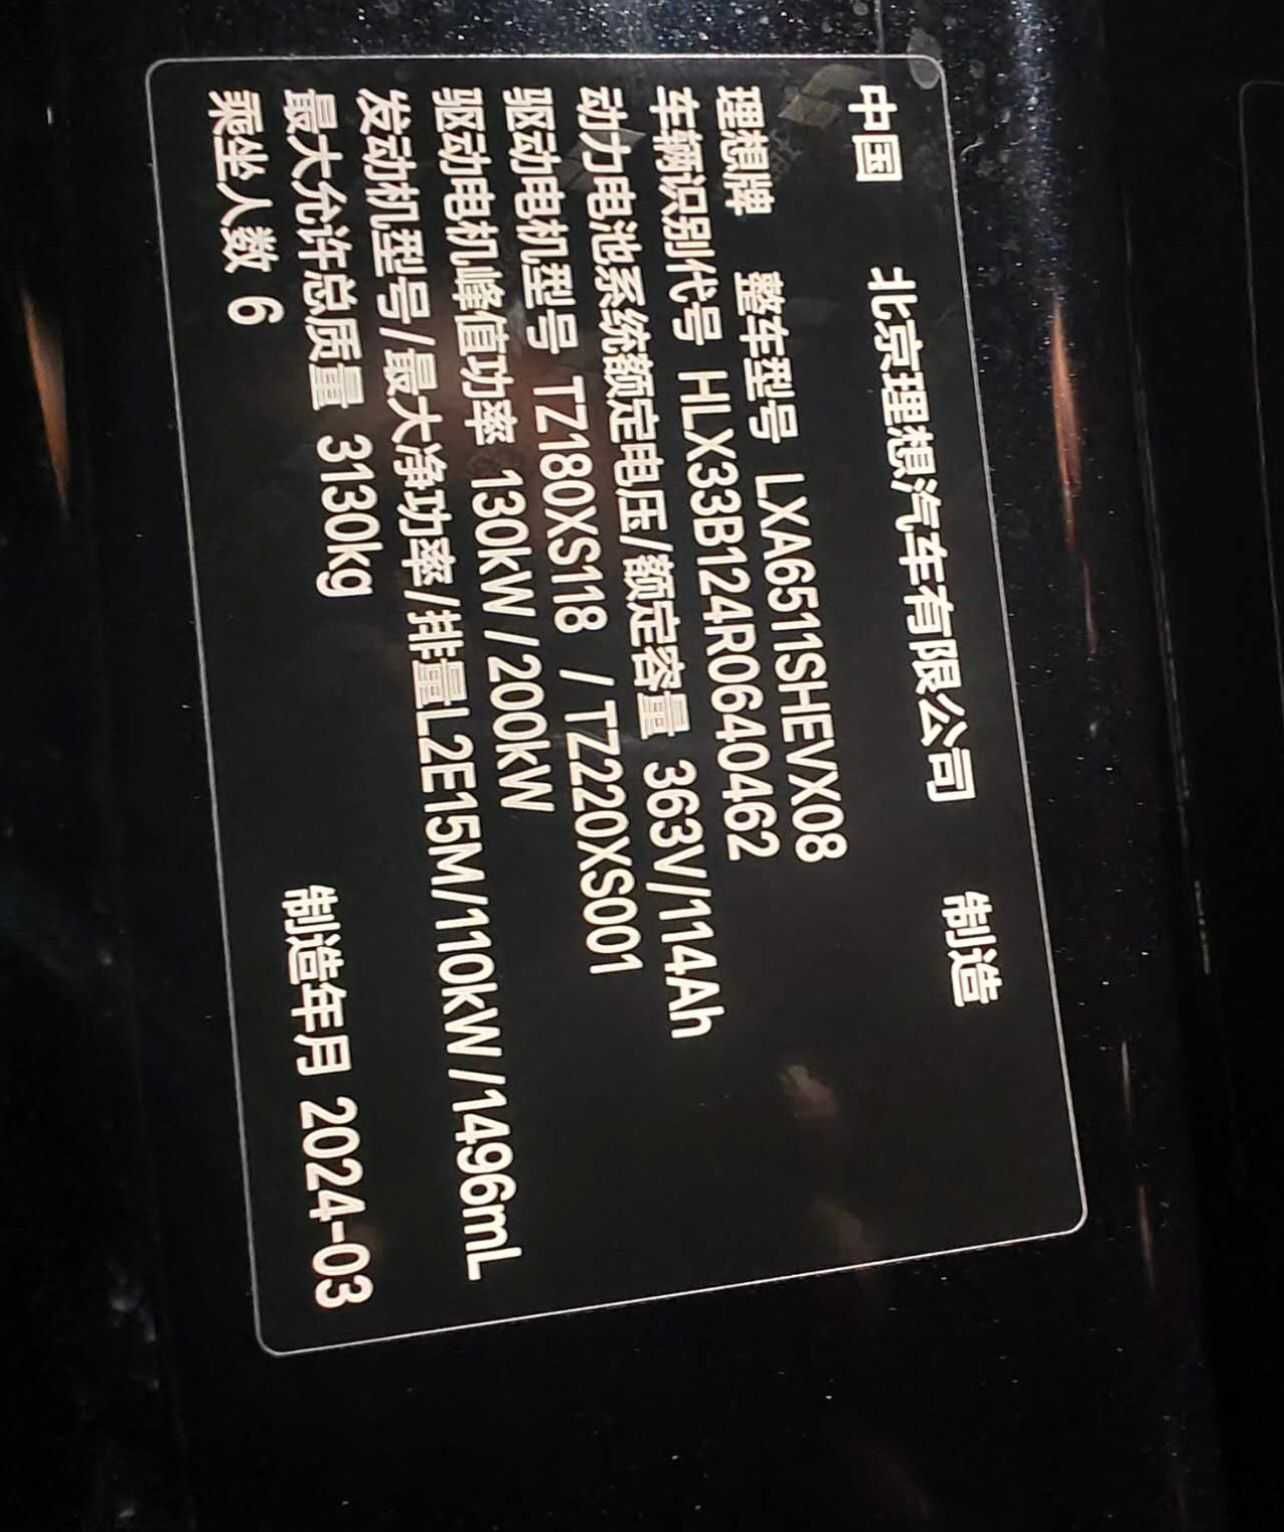 中国 北京理想汽车有限公司 制造
理想牌 整车型号 LXA6511SHEVX08
车辆识别代号 HLX33B124R0640462
动力电池系统额定电压/额定容量 363V/114Ah
驱动电机型号 TZ180XS118 / TZ220XS001
驱动电机峰值功率 130kW / 200kW
发动机型号/最大净功率/排量L2E15M/110kW /1496mL
最大允许总质量 3130kg
乘坐人数 6 制造年月 2024-03